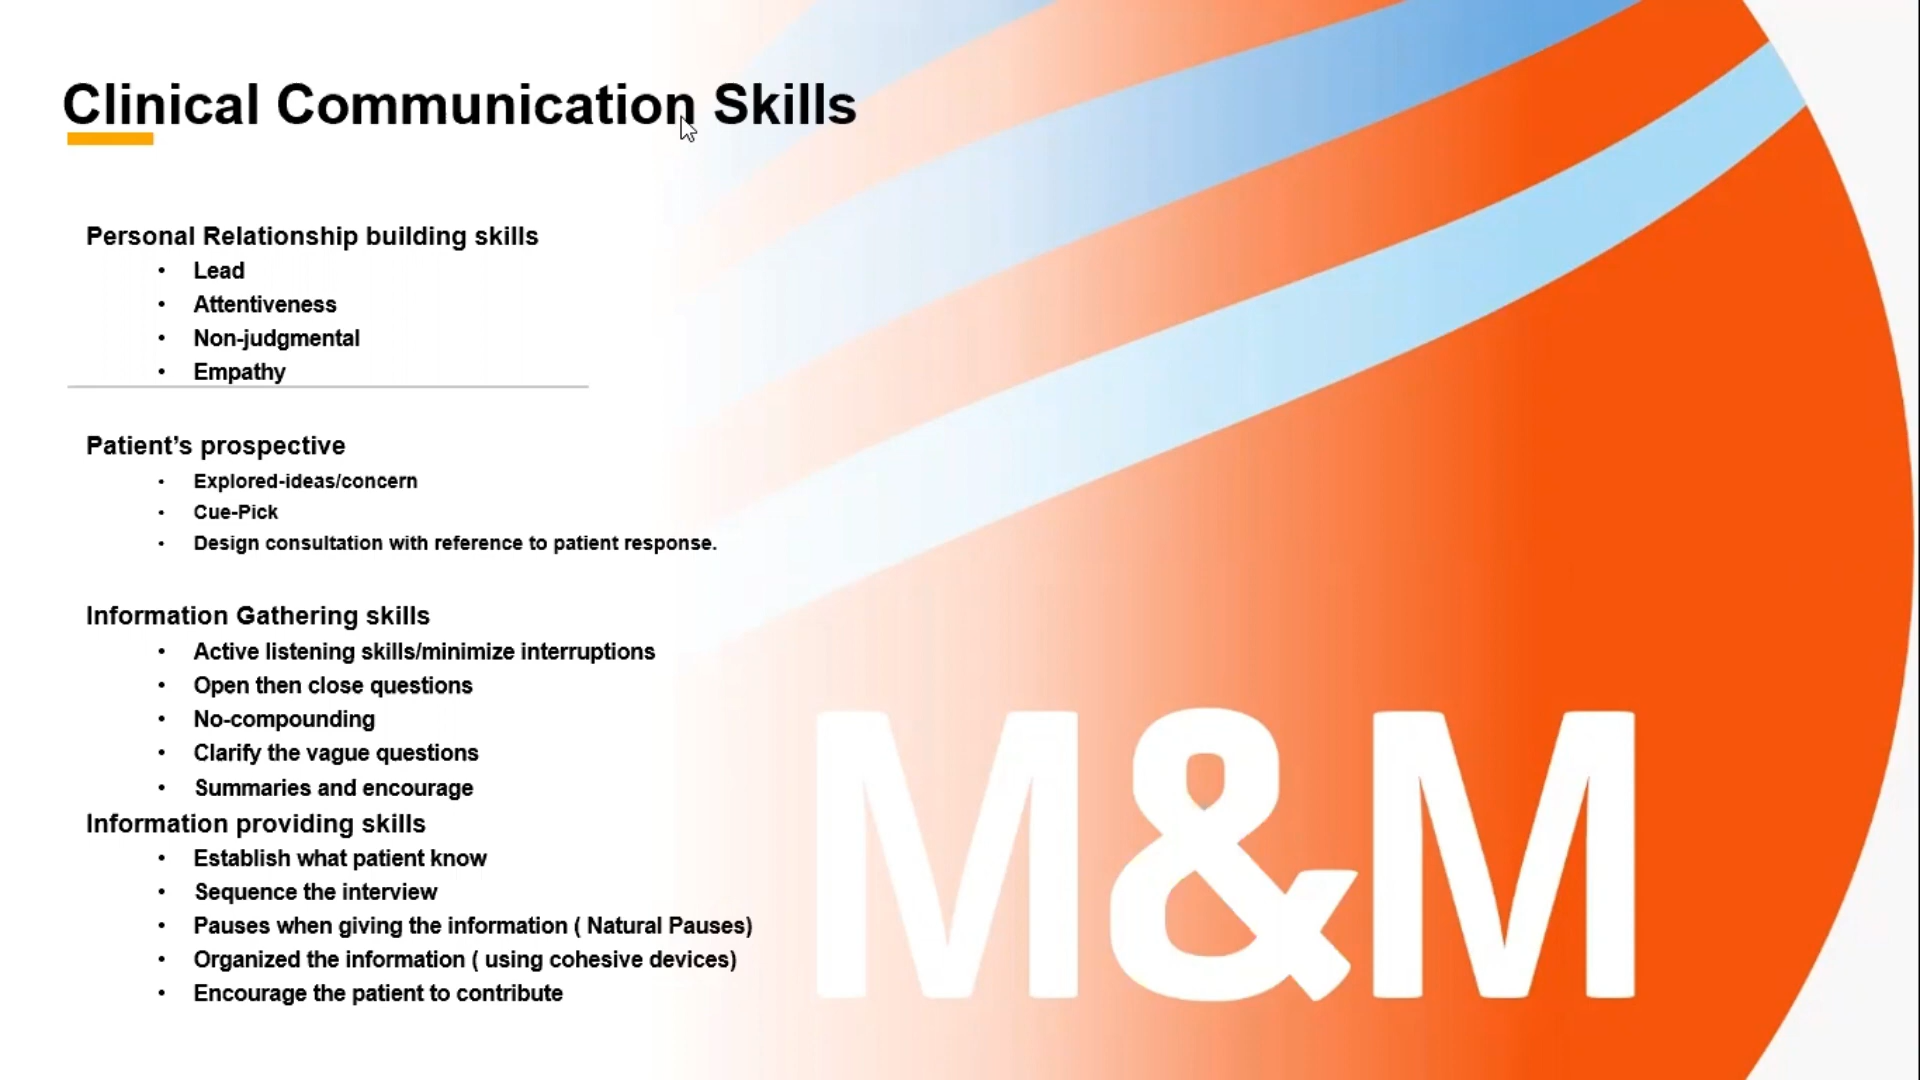 Clinical Communication Skills
Personal Relationship building skills
• Lead
• Attentiveness
• Non-judgmental
• Empathy
Patient’s prospective
• Explored-ideas/concern
• Cue-Pick
• Design consultation with reference to patient response.
Information Gathering skills
• Active listening skills/minimize interruptions
• Open then close questions
• No-compounding
• Clarify the vague questions
• Summaries and encourage
Information providing skills
• Establish what patient know
• Sequence the interview
• Pauses when giving the information ( Natural Pauses)
• Organized the information ( using cohesive devices)
• Encourage the patient to contribute
M&M